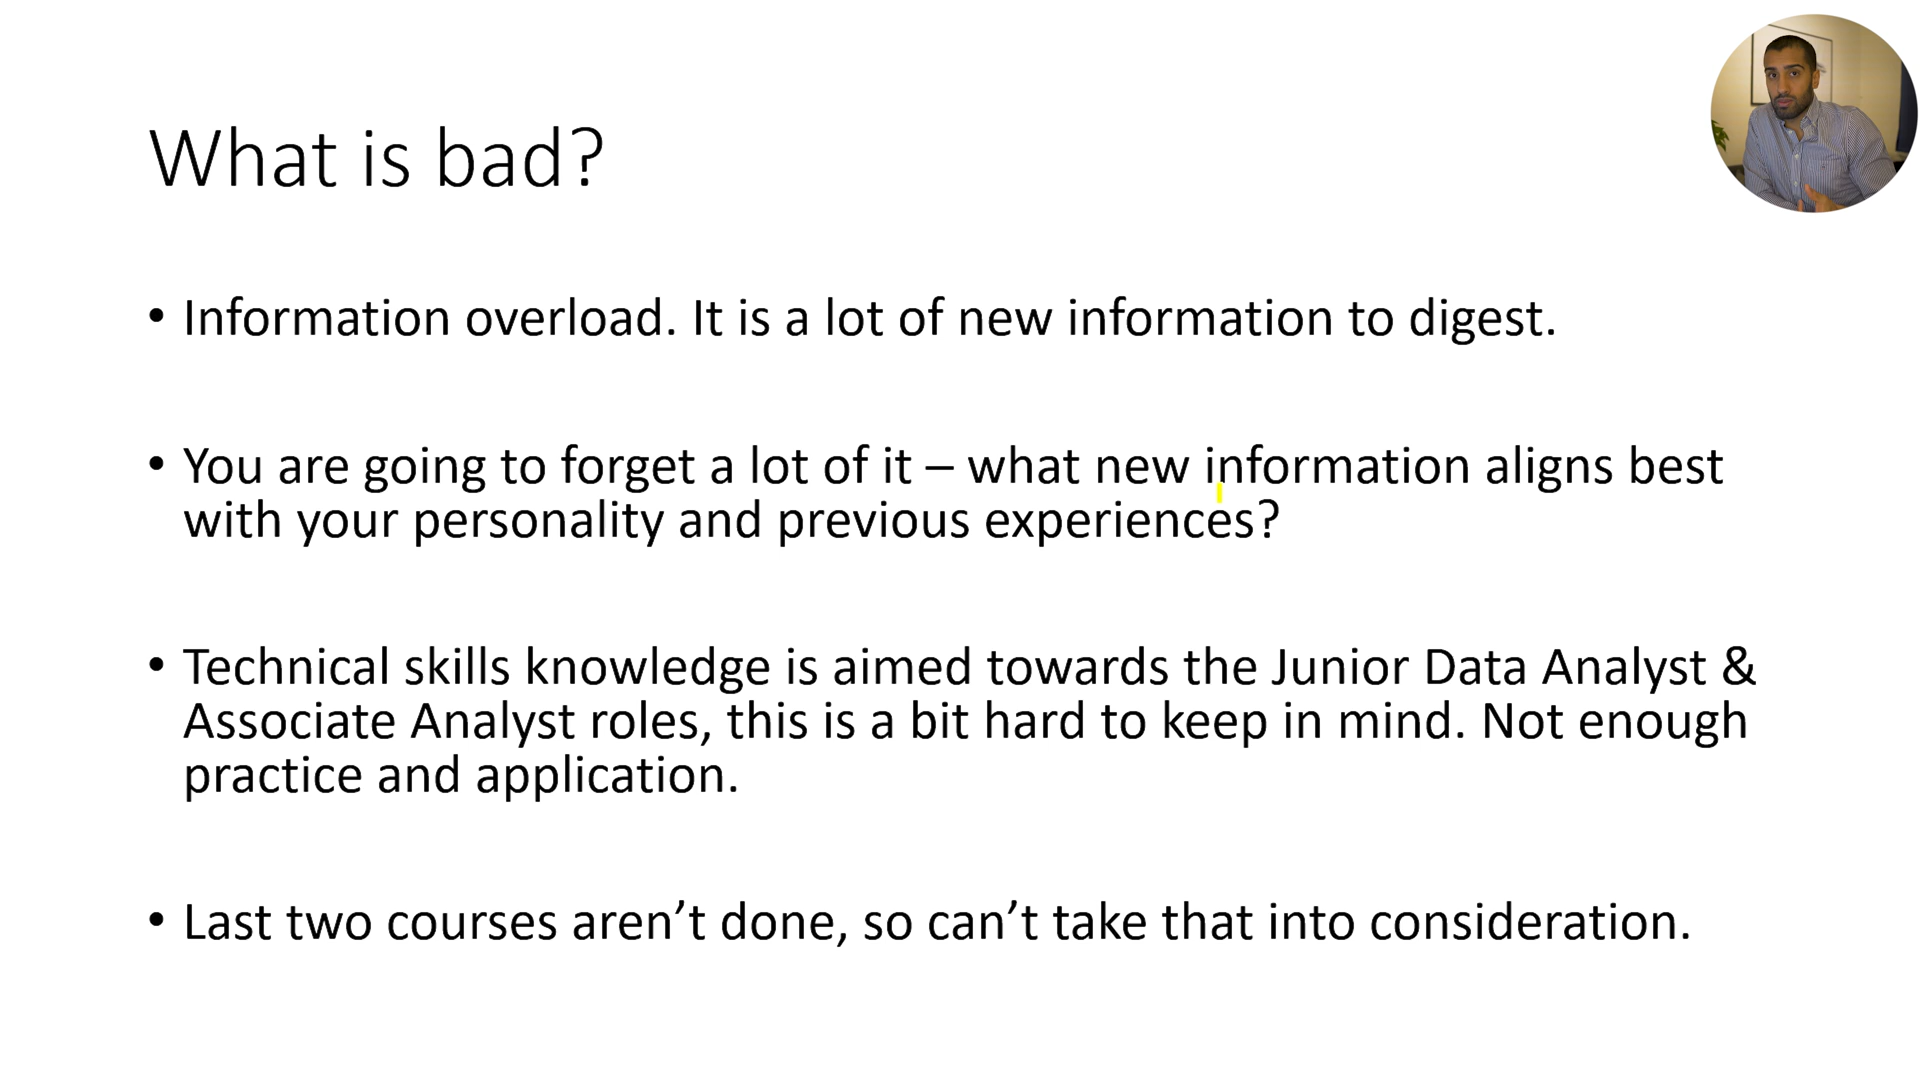 What is bad?
• Information overload. It is a lot of new information to digest.
• You are going to forget a lot of it – what new information aligns best
with your personality and previous experiences?
• Technical skills knowledge is aimed towards the Junior Data Analyst &
Associate Analyst roles, this is a bit hard to keep in mind. Not enough
practice and application.
• Last two courses aren’t done, so can’t take that into consideration.